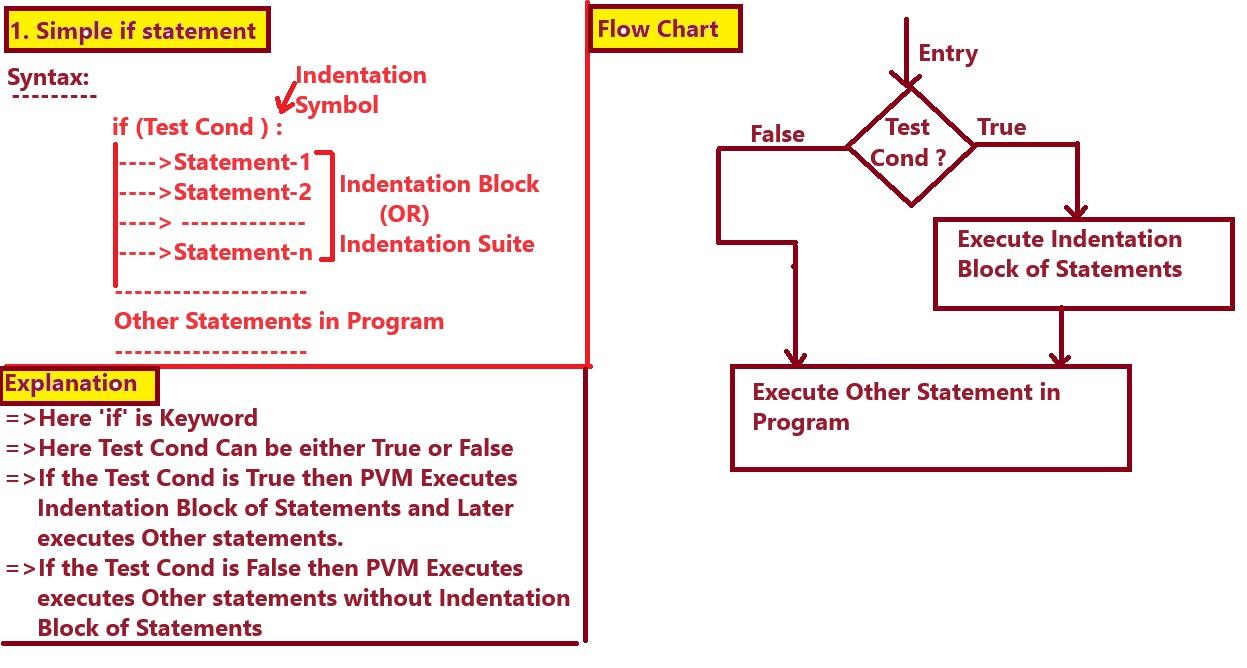 1. Simple if statement
Syntax:
---------
Indentation
Symbol
if (Test Cond ) :
---->Statement-1
---->Statement-2
----> -------------
---->Statement-n
Indentation Block
(OR)
Indentation Suite
--------------------
Other Statements in Program
--------------------
Explanation
=>Here 'if' is Keyword
=>Here Test Cond Can be either True or False
=>If the Test Cond is True then PVM Executes
Indentation Block of Statements and Later
executes Other statements.
=>If the Test Cond is False then PVM Executes
executes Other statements without Indentation
Block of Statements
Flow Chart
Entry
Test
Cond ?
False
True
Execute Indentation
Block of Statements
Execute Other Statement in
Program